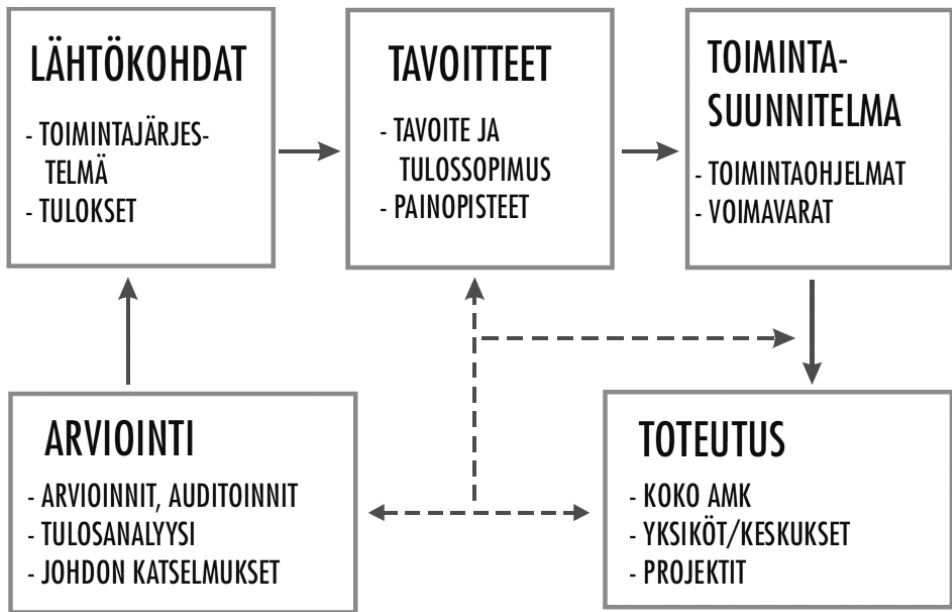 LÄHTÖKOHDAT
- TOIMINTAJÄRJES-
TELMÄ
- TULOKSET
TAVOITTEET
- TAVOITE JA
TULOSSOPIMUS
- PAINOPISTEET
TOIMINTA-
SUUNNITELMA
- TOIMINTAOHJELMAT
- VOIMAVARAT
ARVIOINTI
- ARVIOINNIT, AUDITOINNIT
- TULOSANALYYSI
- JOHDON KATSELMUKSET
TOTEUTUS
- KOKO AMK
- YKSIKÖT/KESKUKSET
- PROJEKTIT